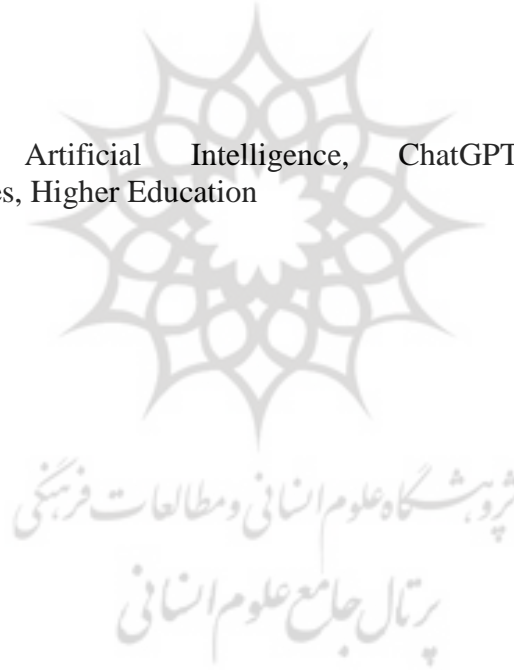 Artificial Intelligence, ChatGPT
es, Higher Education
پژوهشگاه علوم انسانی و مطالعات فرهنگی
پرتال جامع علوم انسانی